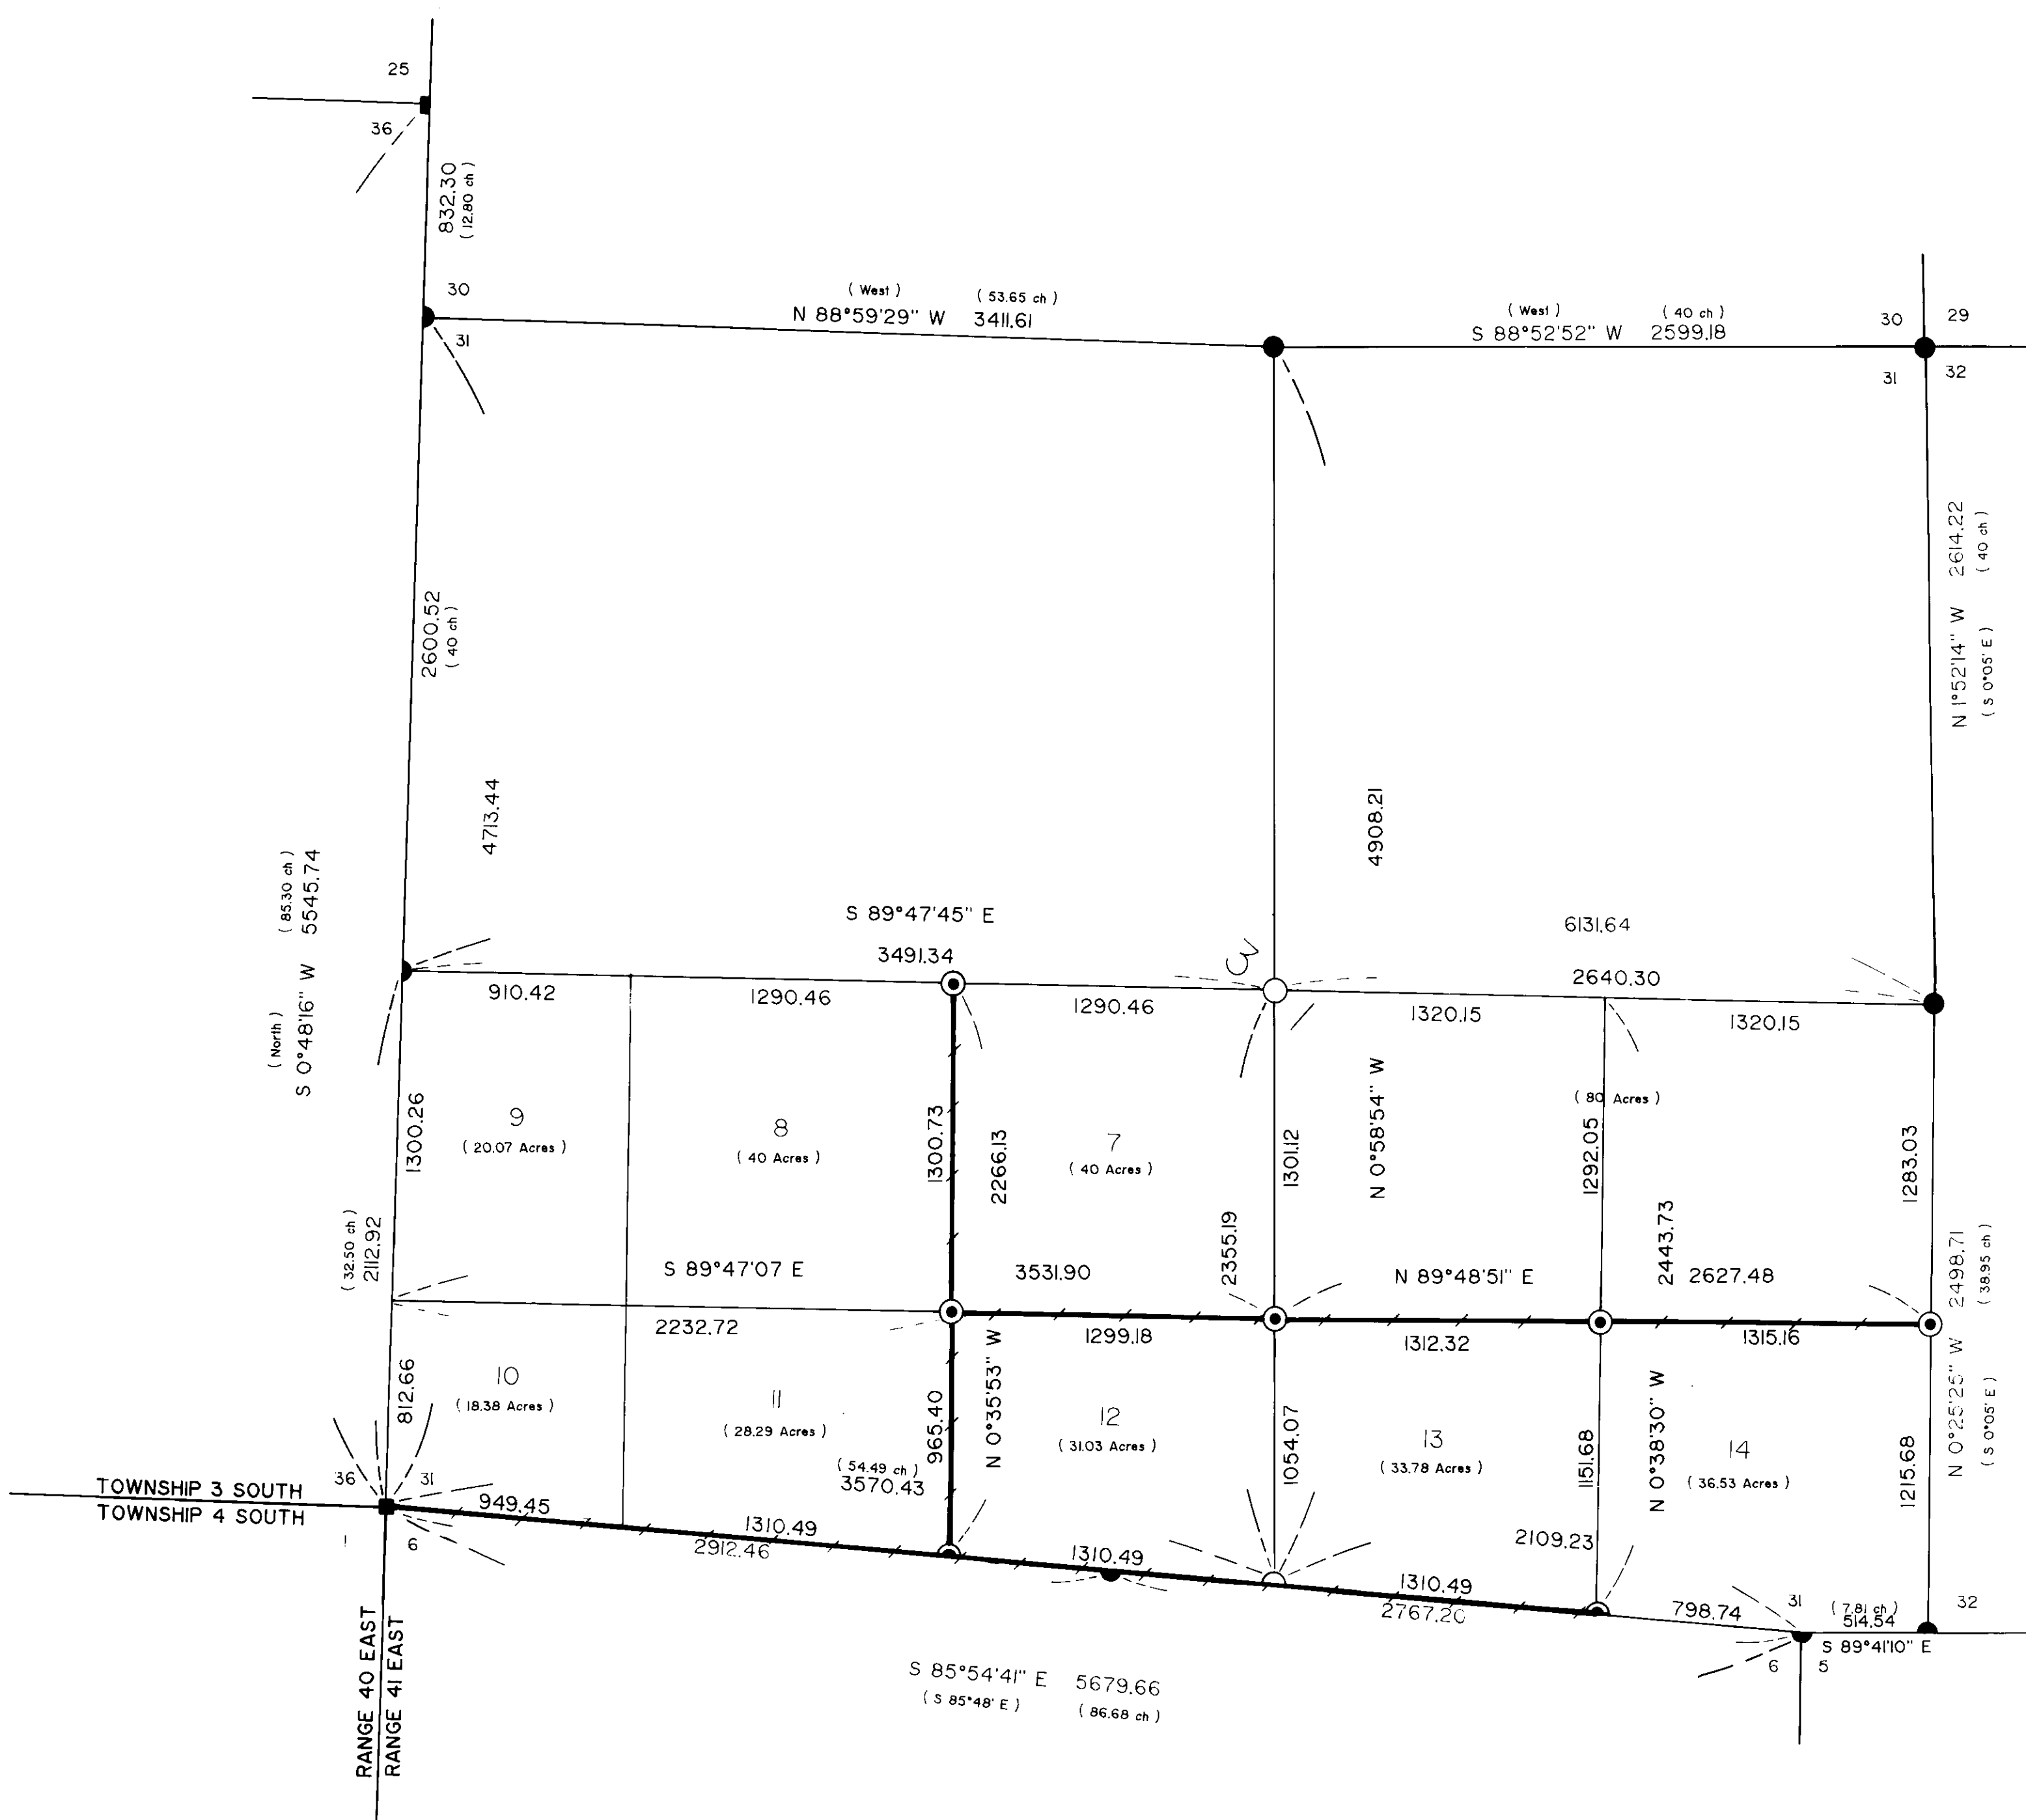 25
36
832.30
( 12.80 ch )
30
31
( West ) ( 53.65 ch )
N 88°59'29" W 3411.61
( West ) ( 40 ch )
S 88°52'52" W 2599.18
30
29
31
32
2600.52
( 40 ch )
N 1°52'14" W 2614.22
( S 0°05' E ) ( 40 ch )
4713.44
4908.21
( North ) ( 85.30 ch )
S 0°48'16" W 5545.74
S 89°47'45" E
3491.34
6131.64
2640.30
910.42
1290.46
1290.46
1320.15
1320.15
CW
1300.26
9
( 20.07 Acres )
8
( 40 Acres )
1300.73
2266.13
7
( 40 Acres )
1301.12
N 0°58'54" W
( 80 Acres )
1292.05
1283.03
( 32.50 ch )
2112.92
S 89°47'07 E
3531.90
2355.19
N 89°48'51" E
2443.73
2627.48
N 0°25'25" W 2498.71
( S 0°05' E ) ( 38.95 ch )
2232.72
1299.18
1312.32
1315.16
812.66
10
( 18.38 Acres )
11
( 28.29 Acres )
965.40
N 0°35'53" W
12
( 31.03 Acres )
1054.07
13
( 33.78 Acres )
1151.68
N 0°38'30" W
14
( 36.53 Acres )
1215.68
( 54.49 ch )
3570.43
36
31
TOWNSHIP 3 SOUTH
TOWNSHIP 4 SOUTH
1
6
949.45
1310.49
2912.46
1310.49
1310.49
2767.20
2109.23
798.74
31
( 7.81 ch )
514.54
32
S 89°41'10" E
6
5
RANGE 40 EAST
RANGE 41 EAST
S 85°54'41" E 5679.66
( S 85°48' E ) ( 86.68 ch )